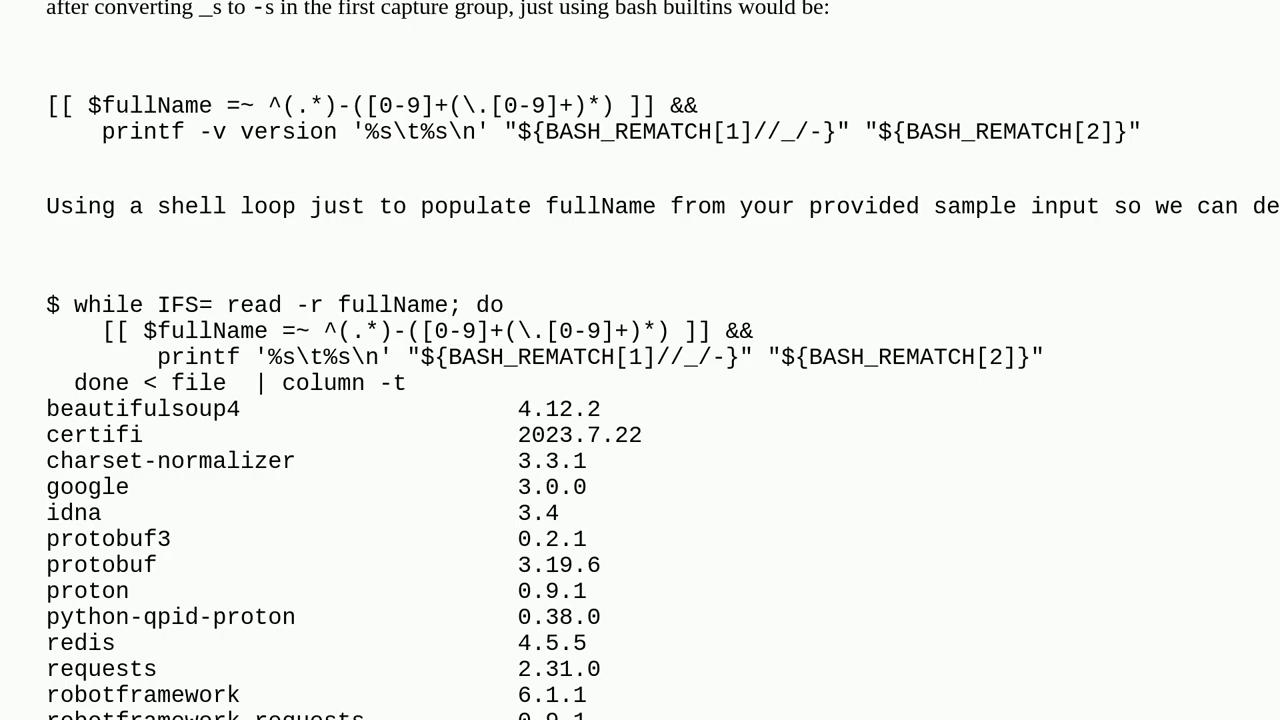 after converting _s to -s in the first capture group, just using bash builtins would be:
[[ $fullName =~ ^(.*)-([0-9]+(\.[0-9]+)*) ]] &&
    printf -v version '%s\t%s\n' "${BASH_REMATCH[1]//_/-}" "${BASH_REMATCH[2]}"
Using a shell loop just to populate fullName from your provided sample input so we can de
$ while IFS= read -r fullName; do
    [[ $fullName =~ ^(.*)-([0-9]+(\.[0-9]+)*) ]] &&
        printf '%s\t%s\n' "${BASH_REMATCH[1]//_/-}" "${BASH_REMATCH[2]}"
  done < file  | column -t
beautifulsoup4                    4.12.2
certifi                           2023.7.22
charset-normalizer                3.3.1
google                            3.0.0
idna                              3.4
protobuf3                         0.2.1
protobuf                          3.19.6
proton                            0.9.1
python-qpid-proton                0.38.0
redis                             4.5.5
requests                          2.31.0
robotframework                    6.1.1
robotframework-requests           0.9.1